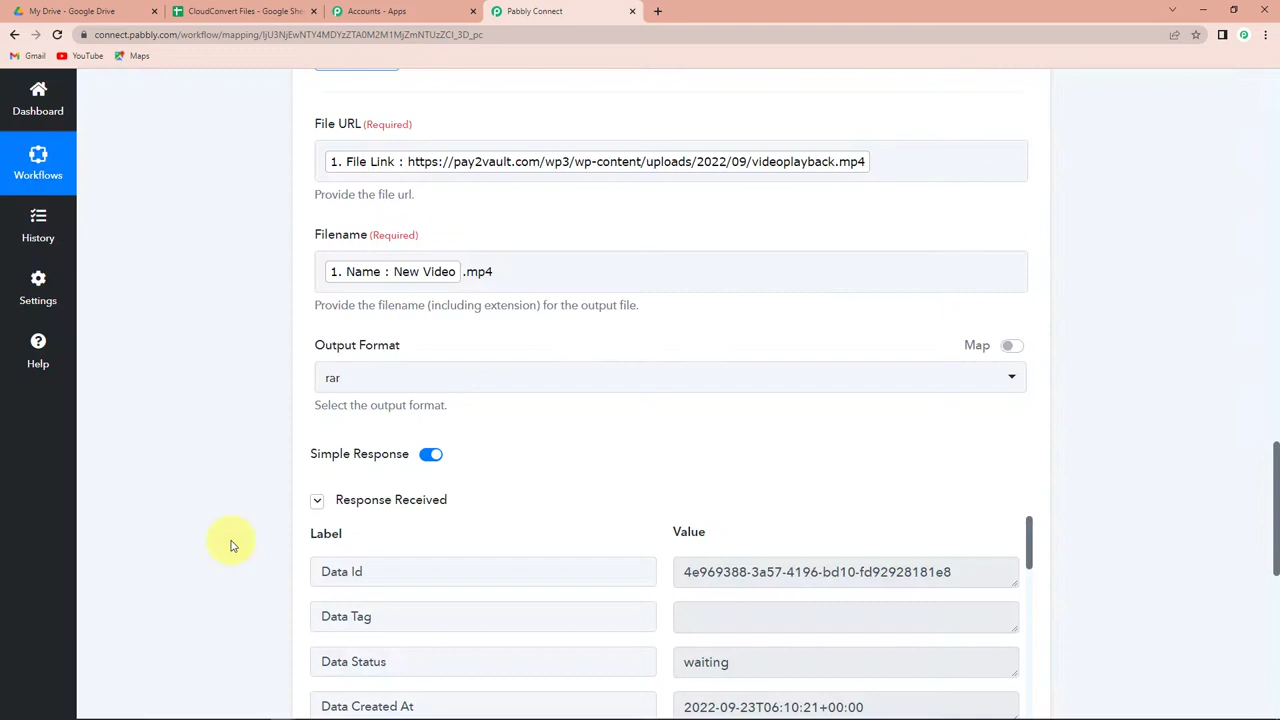 My Drive - Google Drive
CloudConvert Files - Google She
Accounts - Apps
Pabbly Connect
connect.pabbly.com/workflow/mapping/IjU3NjEwNTY4MDYzZTA0M2M1MjZmNTUzZCI_3D_pc
Gmail
YouTube
Maps
Dashboard
Workflows
History
Settings
Help
File URL (Required)
1. File Link : https://pay2vault.com/wp3/wp-content/uploads/2022/09/videoplayback.mp4
Provide the file url.
Filename (Required)
1. Name : New Video .mp4
Provide the filename (including extension) for the output file.
Output Format
Map
rar
Select the output format.
Simple Response
Response Received
Label
Value
Data Id
4e969388-3a57-4196-bd10-fd92928181e8
Data Tag
Data Status
waiting
Data Created At
2022-09-23T06:10:21+00:00